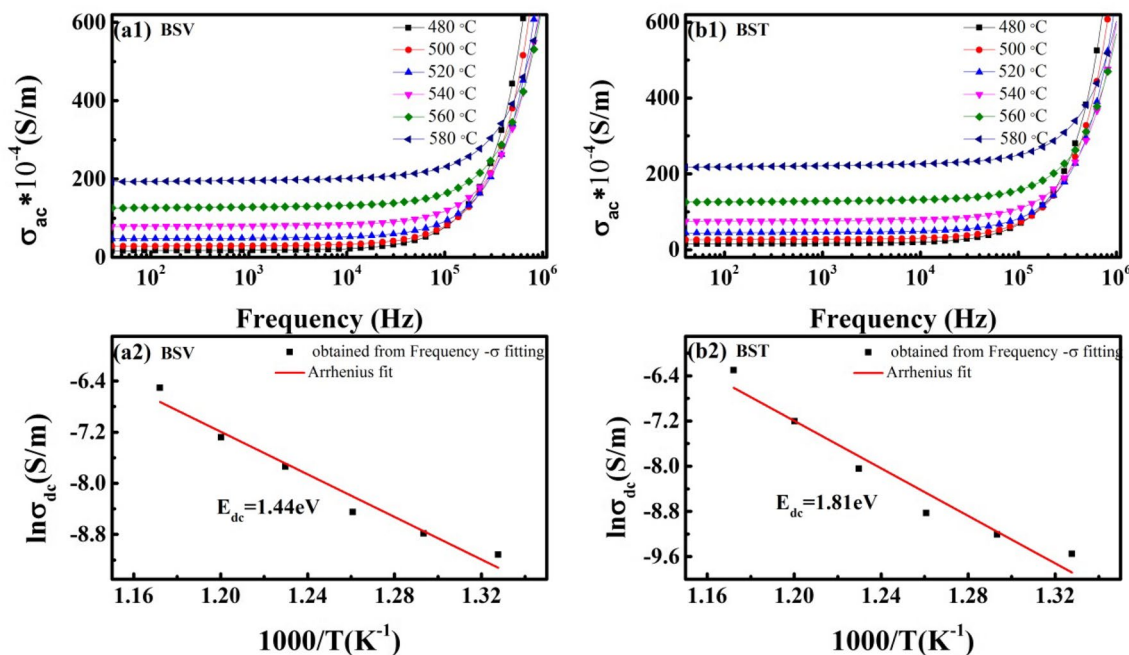 (a1) BSV
600
400
200
0
σac*10-4(S/m)
480 °C
500 °C
520 °C
540 °C
560 °C
580 °C
10² 10³ 10⁴ 10⁵ 10⁶
Frequency (Hz)
(b1) BST
600
400
200
0
σac*10-4(S/m)
480 °C
500 °C
520 °C
540 °C
560 °C
580 °C
10² 10³ 10⁴ 10⁵ 10⁶
Frequency (Hz)
(a2) BSV
obtained from Frequency -σ fitting
Arrhenius fit
-6.4
-7.2
-8.0
-8.8
lnσdc(S/m)
Edc=1.44eV
1.16 1.20 1.24 1.28 1.32
1000/T(K-1)
(b2) BST
obtained from Frequency -σ fitting
Arrhenius fit
-6.4
-7.2
-8.0
-8.8
-9.6
lnσdc(S/m)
Edc=1.81eV
1.16 1.20 1.24 1.28 1.32
1000/T(K-1)